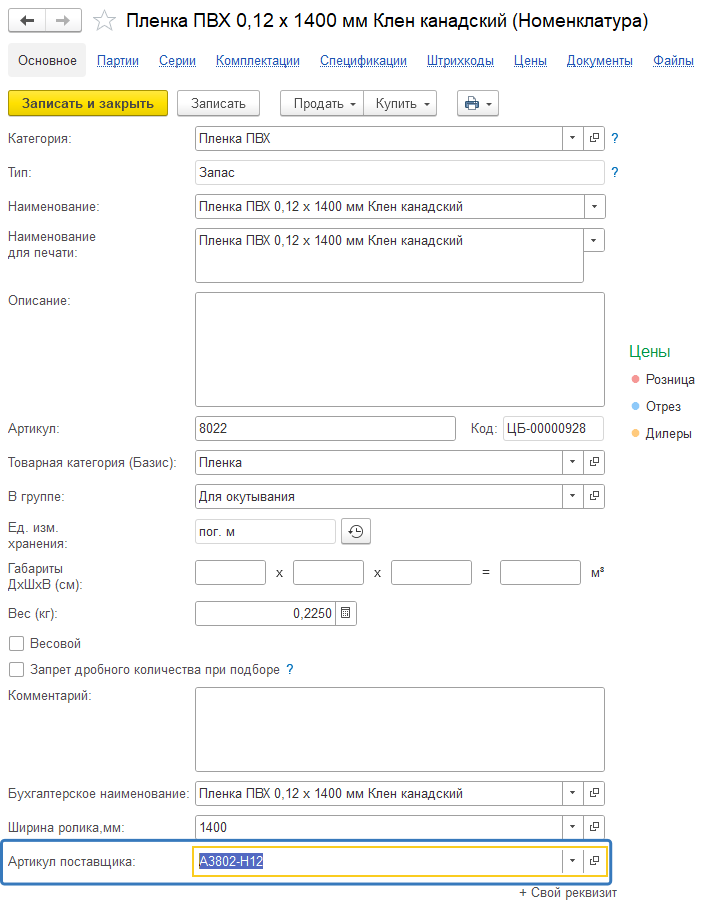 Пленка ПВХ 0,12 х 1400 мм Клен канадский (Номенклатура)
Основное Партии Серии Комплектации Спецификации Штрихкоды Цены Документы Файлы
Записать и закрыть Записать Продать Купить
Категория: Пленка ПВХ ?
Тип: Запас ?
Наименование: Пленка ПВХ 0,12 х 1400 мм Клен канадский
Наименование
для печати:
Пленка ПВХ 0,12 х 1400 мм Клен канадский
Описание:
Цены
Розница
Отрез
Дилеры
Артикул: 8022 Код: ЦБ-00000928
Товарная категория (Базис): Пленка
В группе: Для окутывания
Ед. изм.
хранения:
пог. м
Габариты
ДхШхВ (см):
х х = м³
Вес (кг): 0,2250
Весовой
Запрет дробного количества при подборе ?
Комментарий:
Бухгалтерское наименование: Пленка ПВХ 0,12 х 1400 мм Клен канадский
Ширина ролика,мм: 1400
Артикул поставщика: A3802-H12
+ Свой реквизит